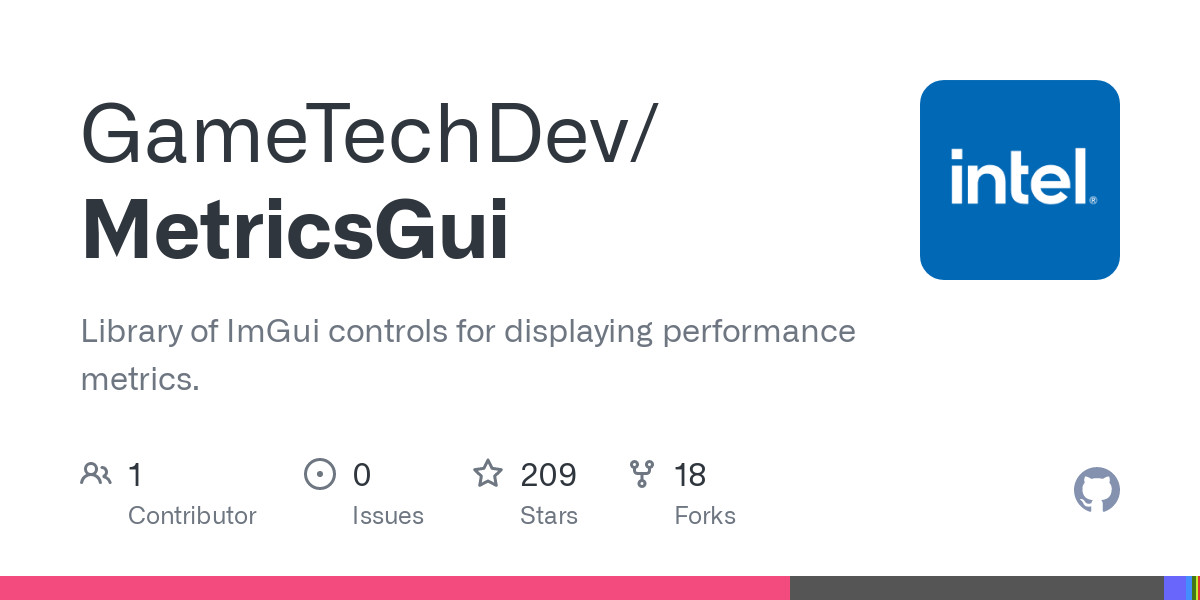 GameTechDev/
MetricsGui
intel®
Library of ImGui controls for displaying performance
metrics.
1
Contributor
0
Issues
209
Stars
18
Forks